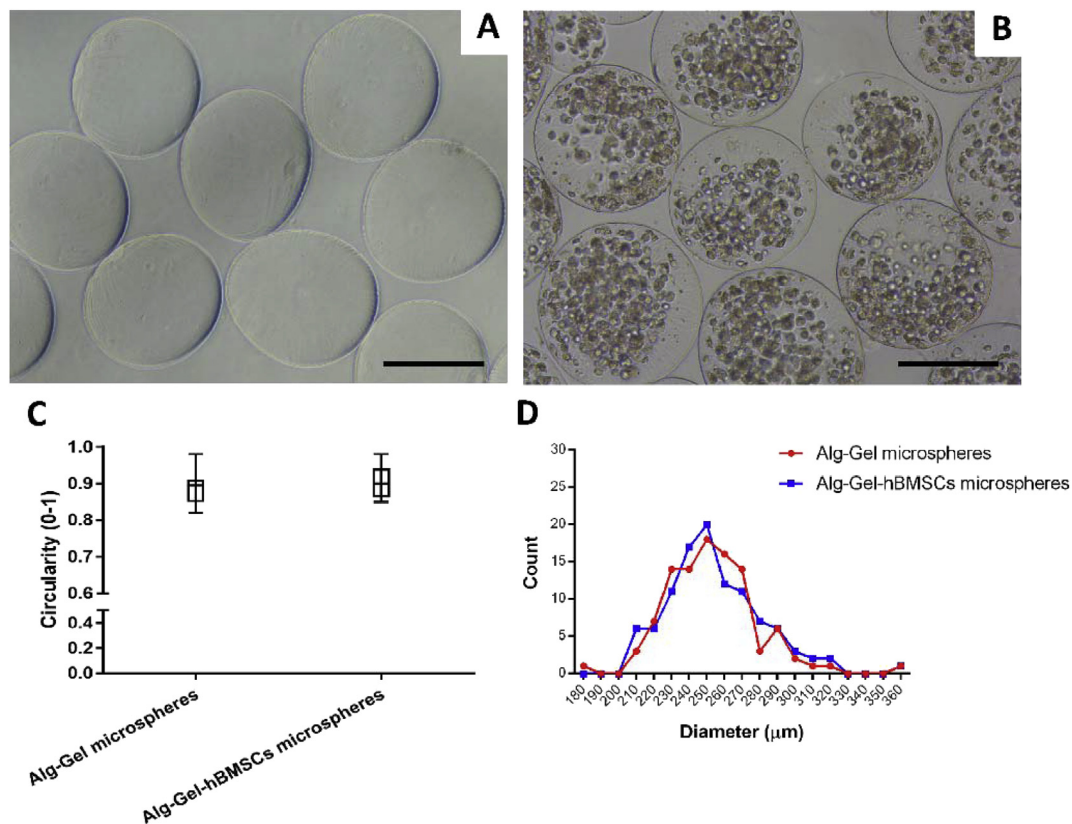 A
B
C
1.0
0.9
0.8
0.7
0.6
0.4
0.2
0.0
Circularity (0-1)
Alg-Gel microspheres
Alg-Gel-hBMSCs microspheres
D
Alg-Gel microspheres
Alg-Gel-hBMSCs microspheres
30
25
20
15
10
5
0
Count
180 190 200 210 220 230 240 250 260 270 280 290 300 310 320 330 340 350 360
Diameter (μm)